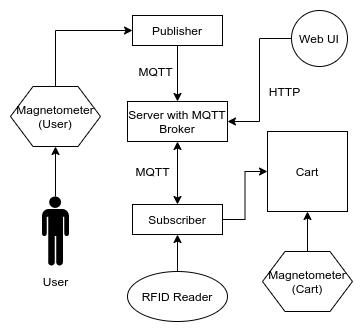 Publisher
Web UI
MQTT
HTTP
Magnetometer
(User)
Server with MQTT
Broker
MQTT
Cart
Subscriber
User
RFID Reader
Magnetometer
(Cart)